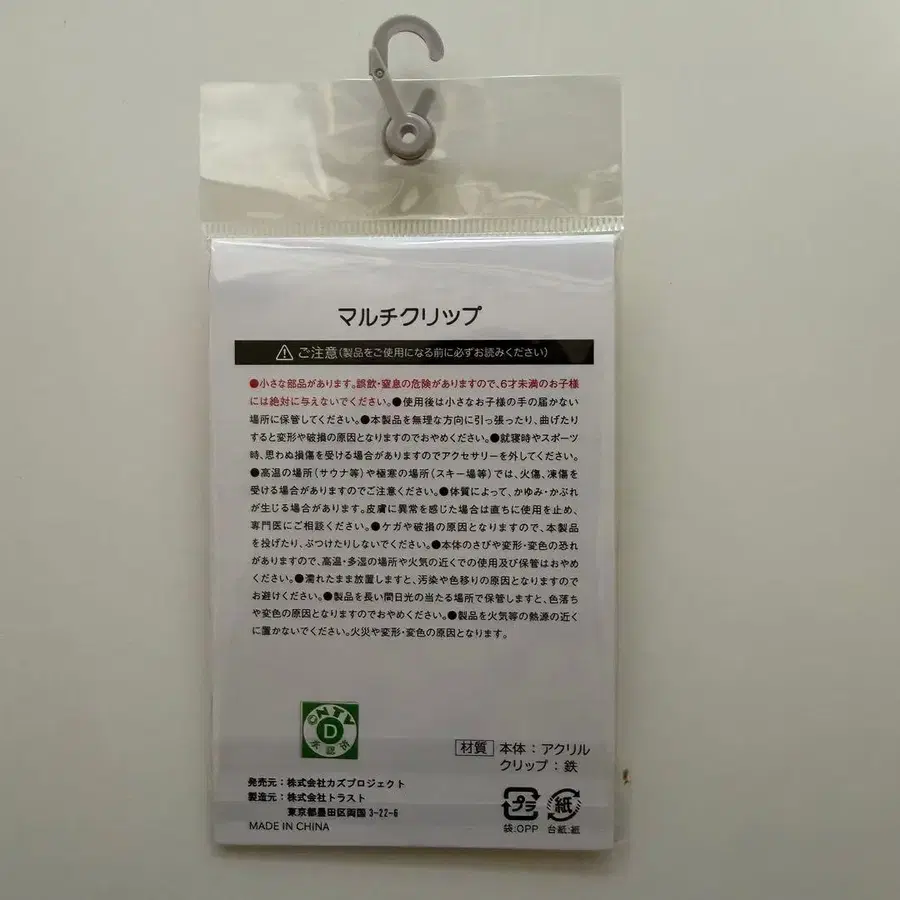 マルチクリップ
⚠ご注意(製品をご使用になる前に必ずお読みください)
●小さな部品があります。誤飲・窒息の危険がありますので、6才未満のお子様
には絶対に与えないでください。●使用後は小さなお子様の手の届かない
場所に保管してください。●本製品を無理な方向に引っ張ったり、曲げたり
すると変形や破損の原因となりますのでおやめください。●就寝時やスポーツ
時、思わぬ損傷を受ける場合がありますのでアクセサリーを外してください。
●高温の場所(サウナ等)や極寒の場所(スキー場等)では、火傷、凍傷を
受ける場合がありますのでご注意ください。●体質によって、かゆみ・かぶれ
が生じる場合があります。皮膚に異常を感じた場合は直ちに使用を止め、
専門医にご相談ください。●ケガや破損の原因となりますので、本製品
を投げたり、ぶつけたりしないでください。●本体のさびや変形・変色の恐れ
がありますので、高温・多湿の場所や火気の近くでの使用及び保管はおやめ
ください。●濡れたまま放置しますと、汚染や色移りの原因となりますので
お避けください。●製品を長い間日光の当たる場所で保管しますと、色落ち
や変色の原因となりますのでおやめください。●製品を火気等の熱源の近く
に置かないでください。火災や変形・変色の原因となります。
©NTV
D
承認済
材質 本体：アクリル
クリップ：鉄
発売元：株式会社カズプロジェクト
製造元：株式会社トラスト
東京都墨田区両国 3-22-6
MADE IN CHINA
プラ 紙
袋:OPP 台紙:紙